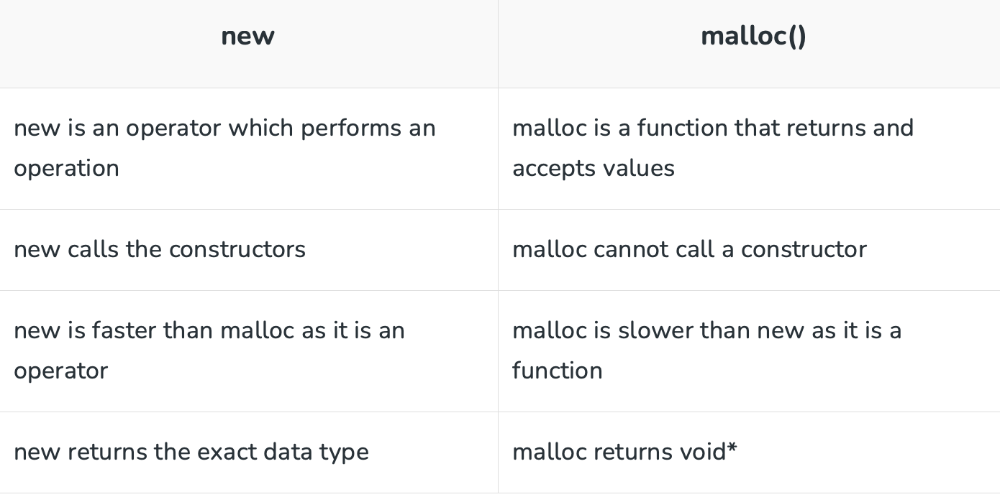 new
malloc()
new is an operator which performs an
operation
malloc is a function that returns and
accepts values
new calls the constructors
malloc cannot call a constructor
new is faster than malloc as it is an
operator
malloc is slower than new as it is a
function
new returns the exact data type
malloc returns void*